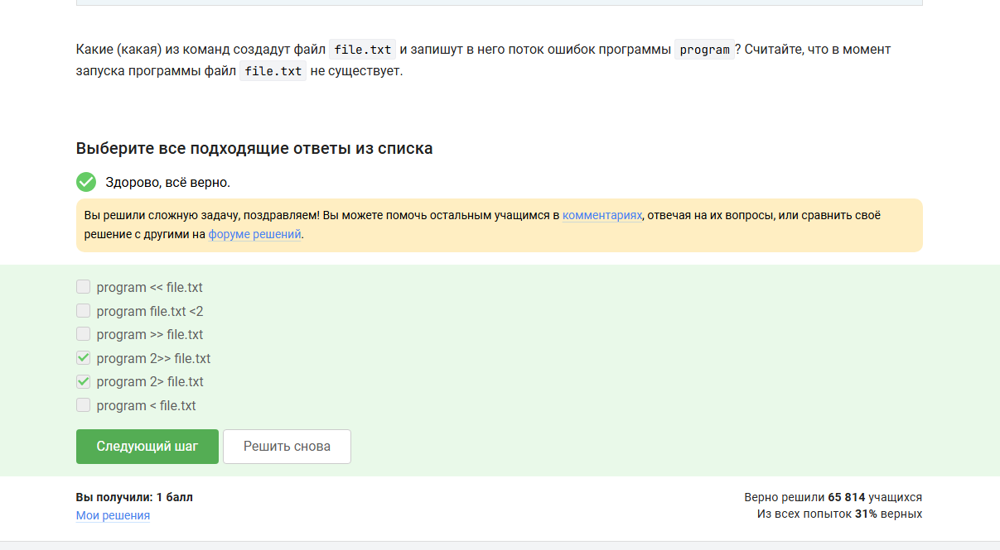 Какие (какая) из команд создадут файл file.txt и запишут в него поток ошибок программы program? Считайте, что в момент
запуска программы файл file.txt не существует.
Выберите все подходящие ответы из списка
Здорово, всё верно.
Вы решили сложную задачу, поздравляем! Вы можете помочь остальным учащимся в комментариях, отвечая на их вопросы, или сравнить своё
решение с другими на форуме решений.
program << file.txt
program file.txt <2
program >> file.txt
program 2>> file.txt
program 2> file.txt
program < file.txt
Следующий шаг Решить снова
Вы получили: 1 балл
Мои решения
Верно решили 65 814 учащихся
Из всех попыток 31% верных